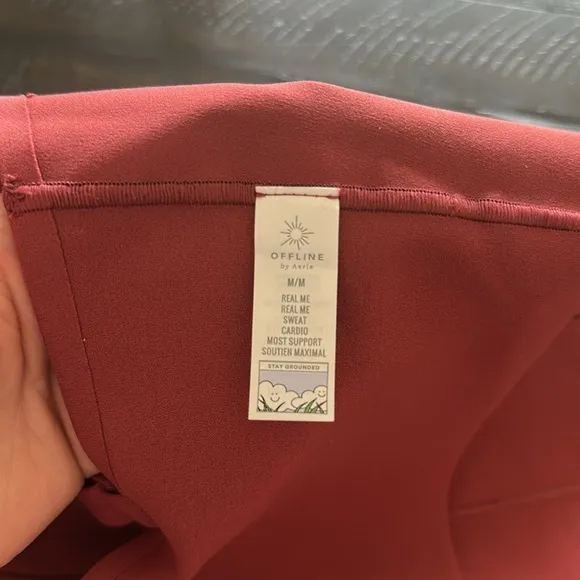 OFFLINE
by Aerie
M/M
REAL ME
REAL ME
SWEAT
CARDIO
MOST SUPPORT
SOUTIEN MAXIMAL
STAY GROUNDED